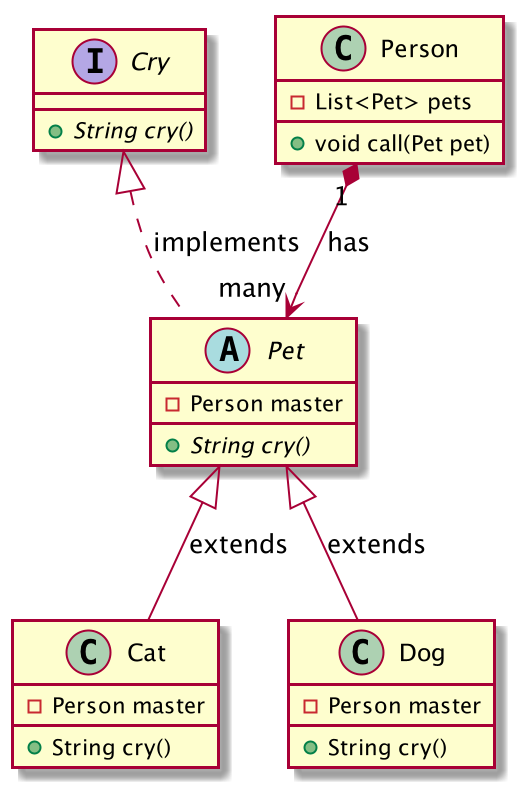 I Cry
String cry()
C Person
List<Pet> pets
void call(Pet pet)
1
implements
has
many
A Pet
Person master
String cry()
extends
extends
C Cat
Person master
String cry()
C Dog
Person master
String cry()